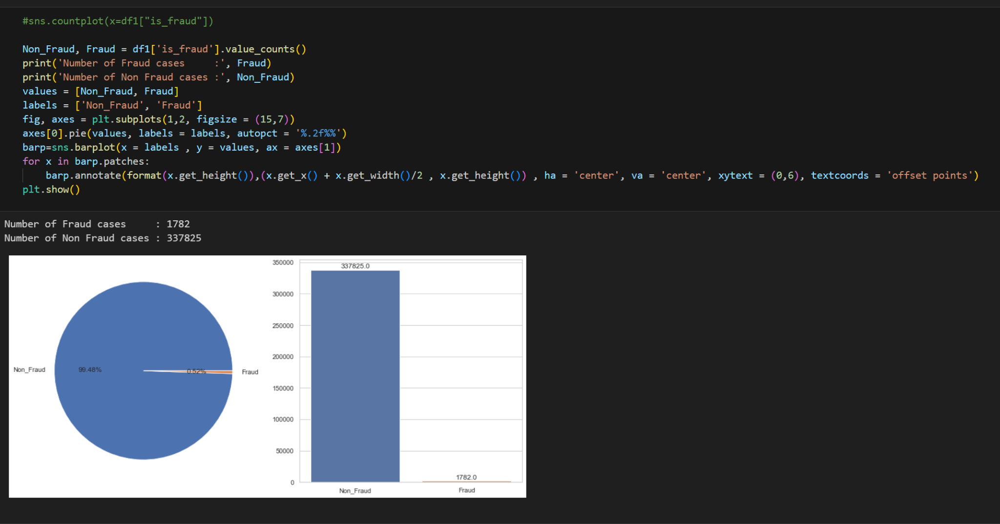 #sns.countplot(x=df1["is_fraud"])
Non_Fraud, Fraud = df1['is_fraud'].value_counts()
print('Number of Fraud cases     :', Fraud)
print('Number of Non Fraud cases :', Non_Fraud)
values = [Non_Fraud, Fraud]
labels = ['Non_Fraud', 'Fraud']
fig, axes = plt.subplots(1,2, figsize = (15,7))
axes[0].pie(values, labels = labels, autopct = '%.2f%%')
barp=sns.barplot(x = labels , y = values, ax = axes[1])
for x in barp.patches:
    barp.annotate(format(x.get_height()),(x.get_x() + x.get_width()/2 , x.get_height()) , ha = 'center', va = 'center', xytext = (0,6), textcoords = 'offset points')
plt.show()
Number of Fraud cases     : 1782
Number of Non Fraud cases : 337825
Non_Fraud
99.48%
0.52%
Fraud
350000
300000
250000
200000
150000
100000
50000
0
337825.0
1782.0
Non_Fraud
Fraud